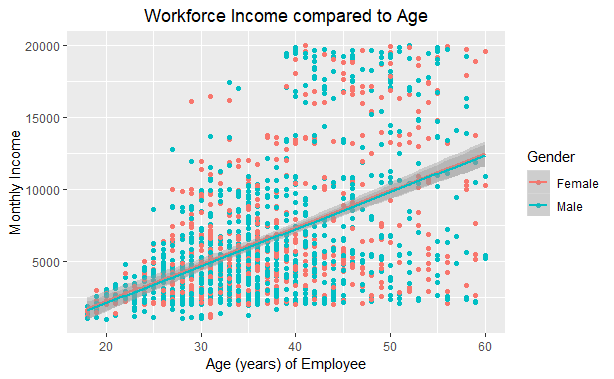 Workforce Income compared to Age
20000
15000
10000
5000
Monthly Income
20
30
40
50
60
Age (years) of Employee
Gender
Female
Male